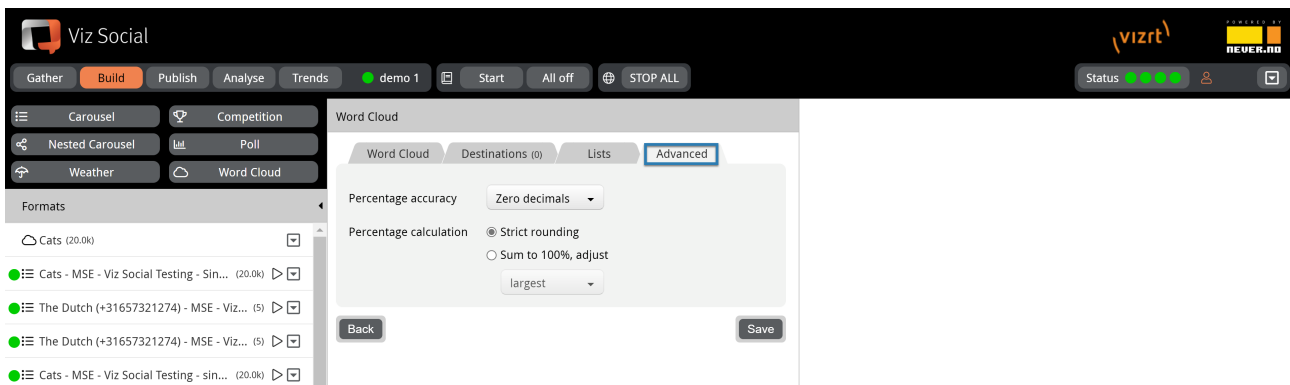 Viz Social
vizrt
POWERED BY
NEVER.NO
Gather Build Publish Analyse Trends demo 1 Start All off STOP ALL Status
Carousel Competition
Nested Carousel Poll
Weather Word Cloud
Formats
Cats (20.0k)
Cats - MSE - Viz Social Testing - Sin... (20.0k)
The Dutch (+31657321274) - MSE - Viz... (5)
The Dutch (+31657321274) - MSE - Viz... (5)
Cats - MSE - Viz Social Testing - sin... (20.0k)
Word Cloud
Word Cloud Destinations (0) Lists Advanced
Percentage accuracy Zero decimals
Percentage calculation Strict rounding
Sum to 100%, adjust
largest
Back Save